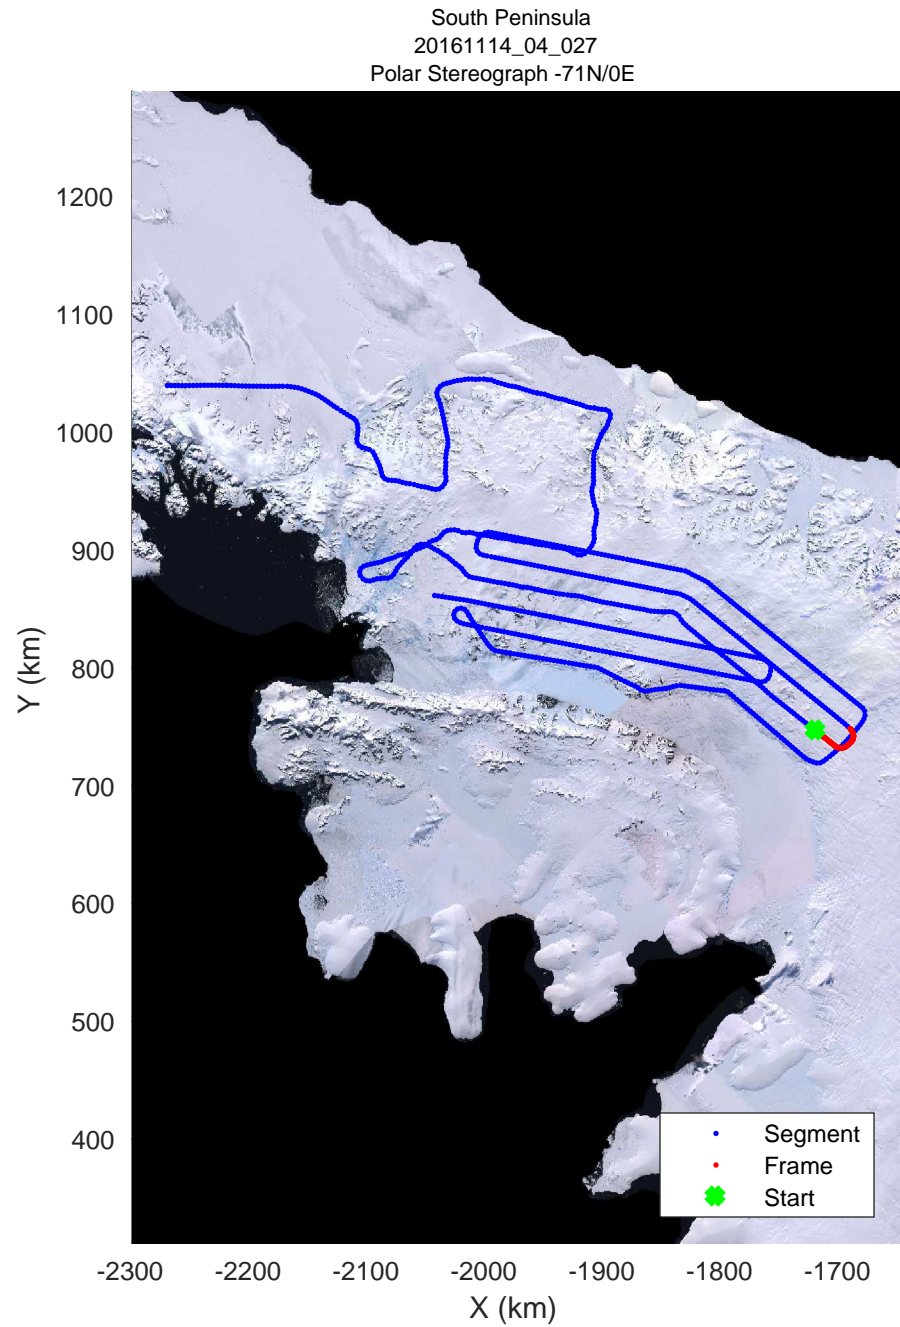 South Peninsula
20161114_04_027
Polar Stereograph -71N/0E
1200
1100
1000
900
800
700
600
500
400
Y (km)
Segment
Frame
Start
-2300 -2200 -2100 -2000 -1900 -1800 -1700
X (km)